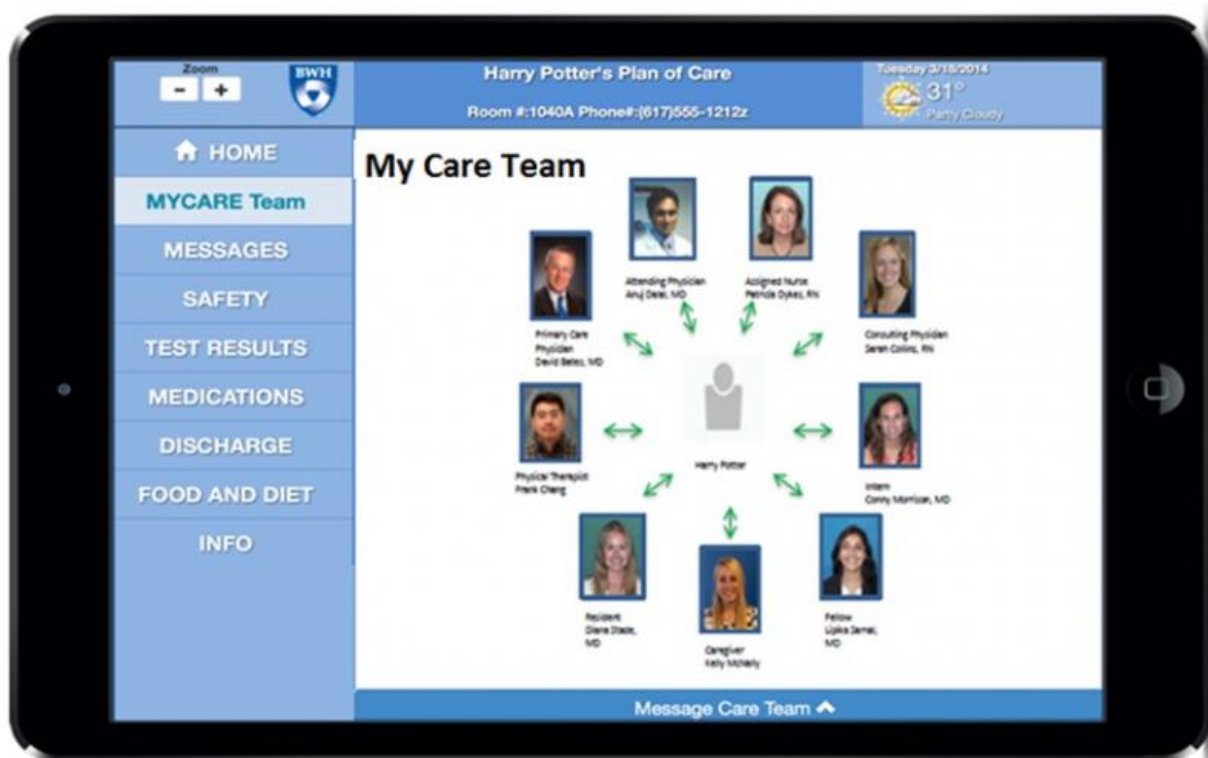 Zoom
- +
BWH
Harry Potter's Plan of Care
Room #:1040A Phone#:(617)555-1212z
Tuesday 3/18/2014
31°
Partly Cloudy
HOME
MYCARE Team
MESSAGES
SAFETY
TEST RESULTS
MEDICATIONS
DISCHARGE
FOOD AND DIET
INFO
My Care Team
Attending Physician
Anuj Dalal, MD
Assigned Nurse
Patricia Dykes, RN
Primary Care
Physician
David Bates, MD
Consulting Physician
Sarah Collins, RN
Physical Therapist
Frank Chang
Harry Potter
Intern
Conny Morrison, MD
Resident
Diana Stade,
MD
Caregiver
Kelly McNally
Fellow
Lipika Samal,
MD
Message Care Team